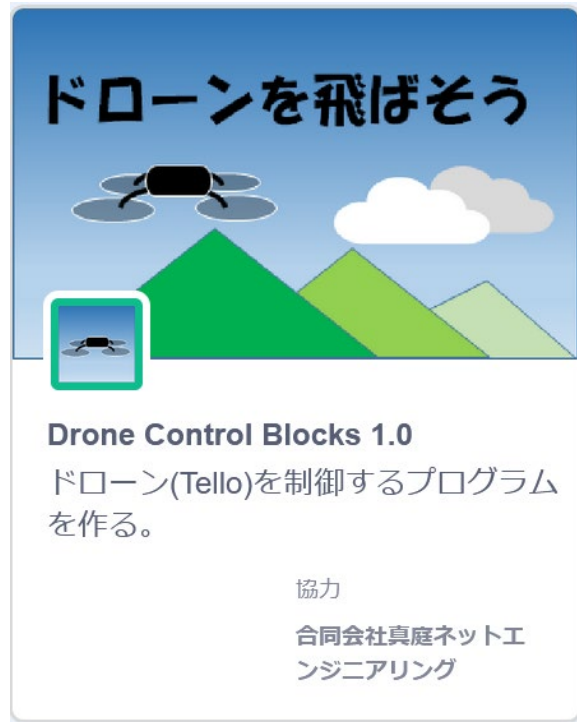 ドローンを飛ばそう
Drone Control Blocks 1.0
ドローン(Tello)を制御するプログラム
を作る。
協力
合同会社真庭ネットエ
ンジニアリング